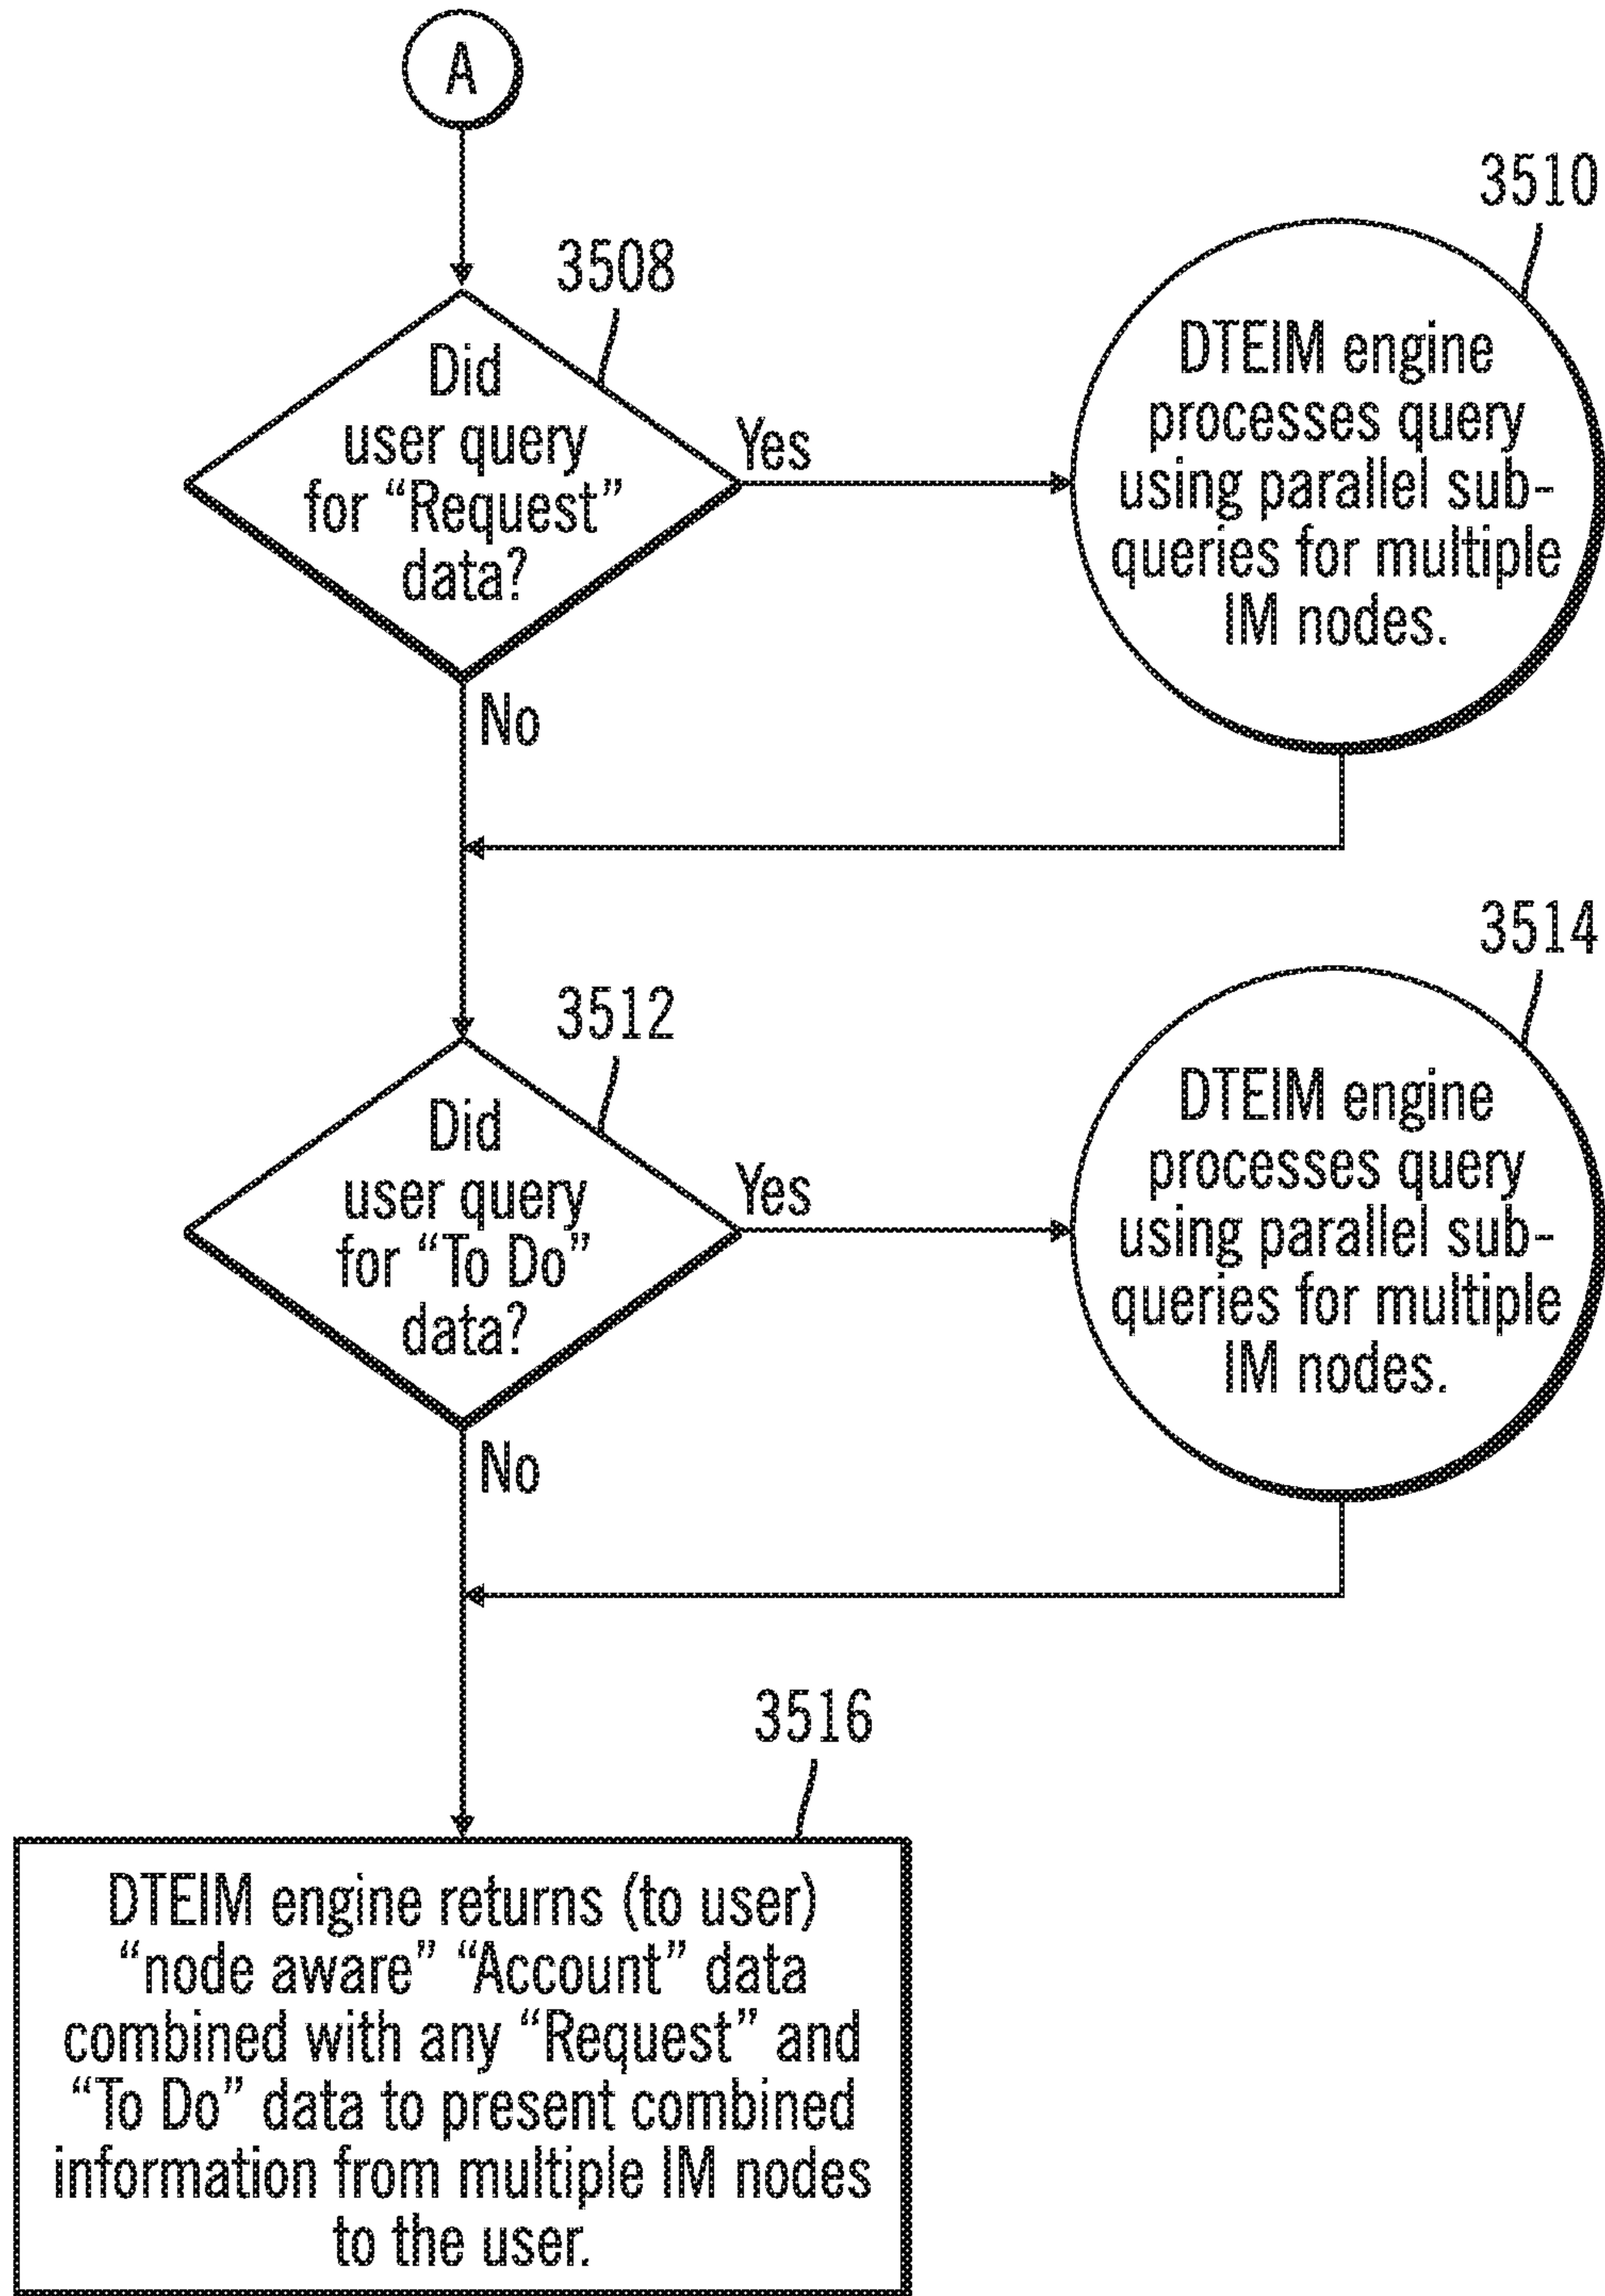 A
3508
Did
user query
for “Request”
data?
Yes
No
3510
DTEIM engine
processes query
using parallel sub-
queries for multiple
IM nodes.
3512
Did
user query
for “To Do”
data?
Yes
No
3514
DTEIM engine
processes query
using parallel sub-
queries for multiple
IM nodes.
3516
DTEIM engine returns (to user)
“node aware” “Account” data
combined with any “Request” and
“To Do” data to present combined
information from multiple IM nodes
to the user.